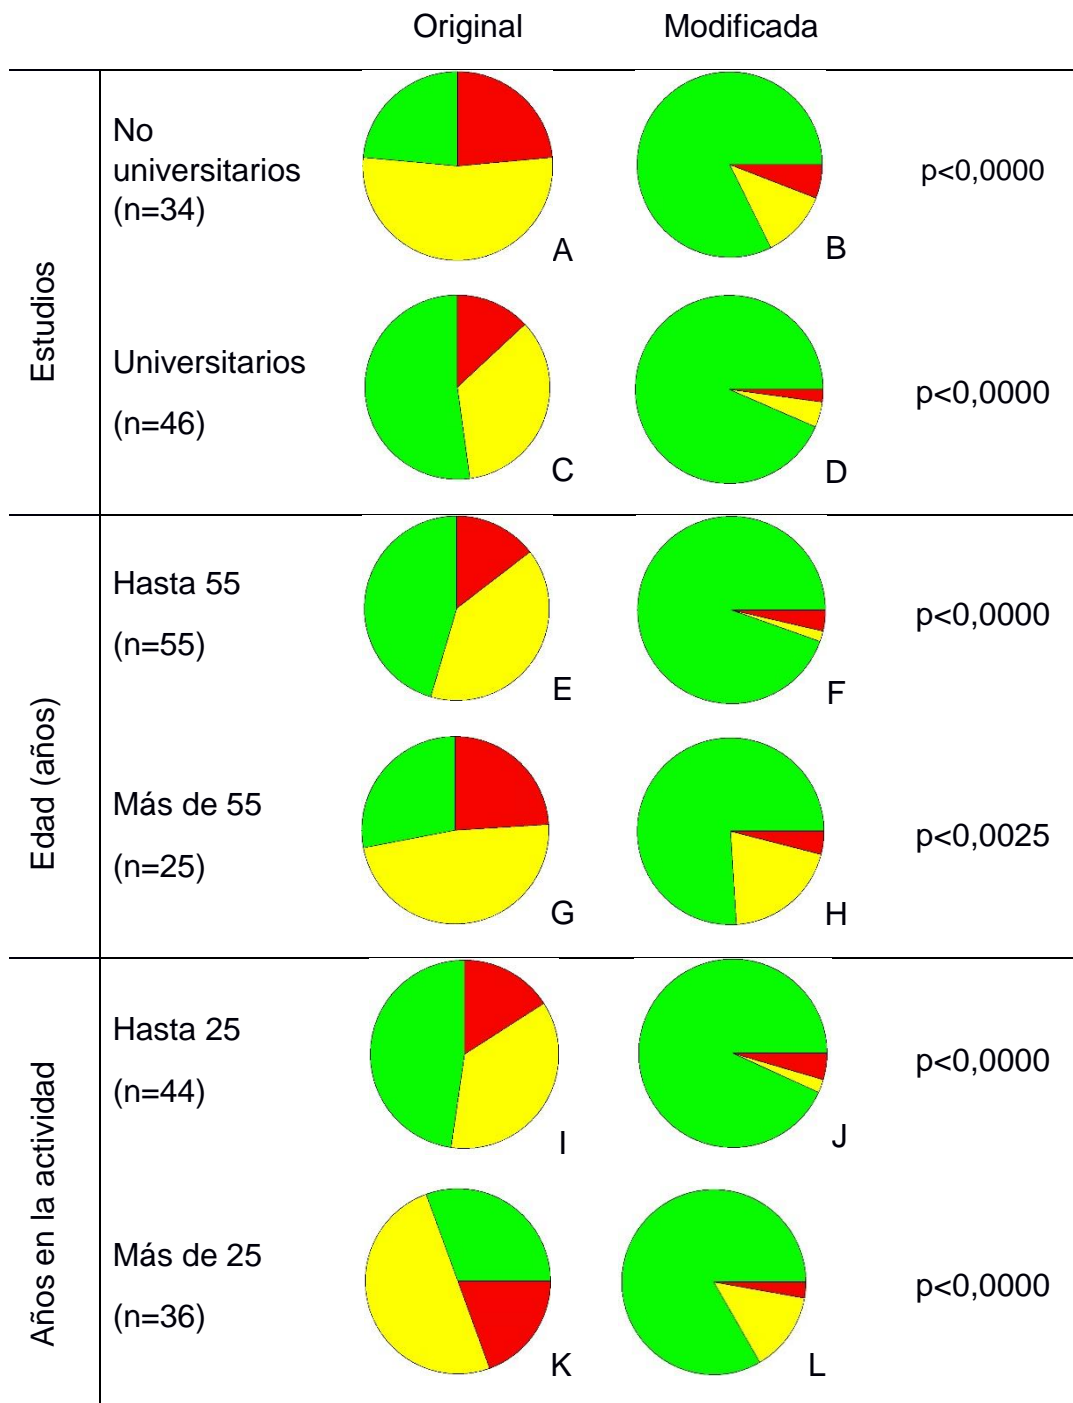 Original Modificada
Estudios
No
universitarios
(n=34)
A
B
p<0,0000
Universitarios
(n=46)
C
D
p<0,0000
Edad (años)
Hasta 55
(n=55)
E
F
p<0,0000
Más de 55
(n=25)
G
H
p<0,0025
Años en la actividad
Hasta 25
(n=44)
I
J
p<0,0000
Más de 25
(n=36)
K
L
p<0,0000